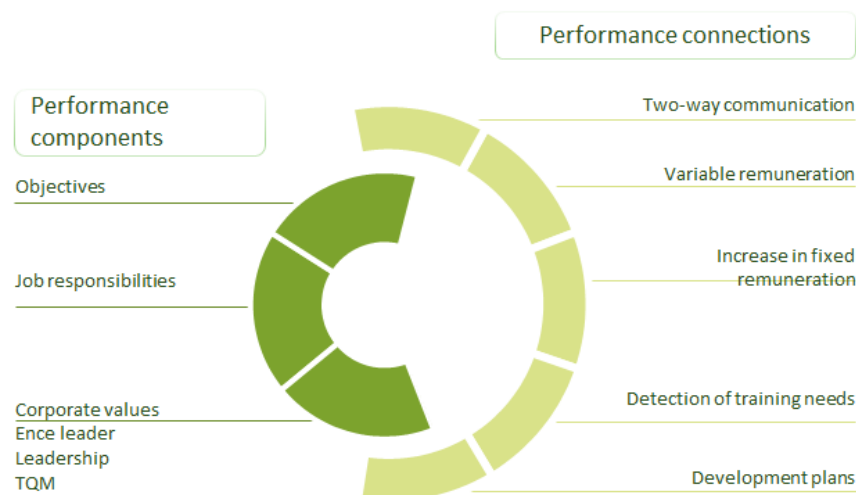 Performance connections
Performance
components
Two-way communication
Variable remuneration
Increase in fixed
remuneration
Detection of training needs
Development plans
Objectives
Job responsibilities
Corporate values
Ence leader
Leadership
TQM